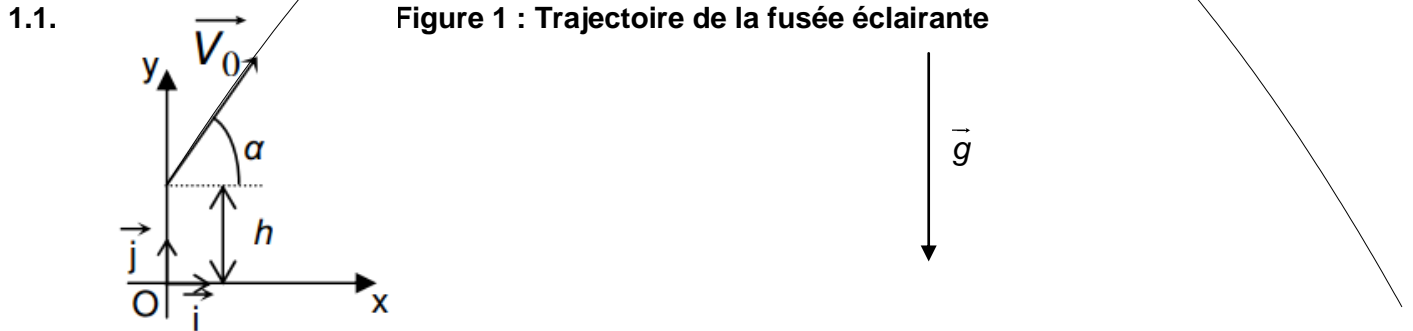 1.1. Figure 1 : Trajectoire de la fusée éclairante
V₀
y
α
g
h
j
O
i
x